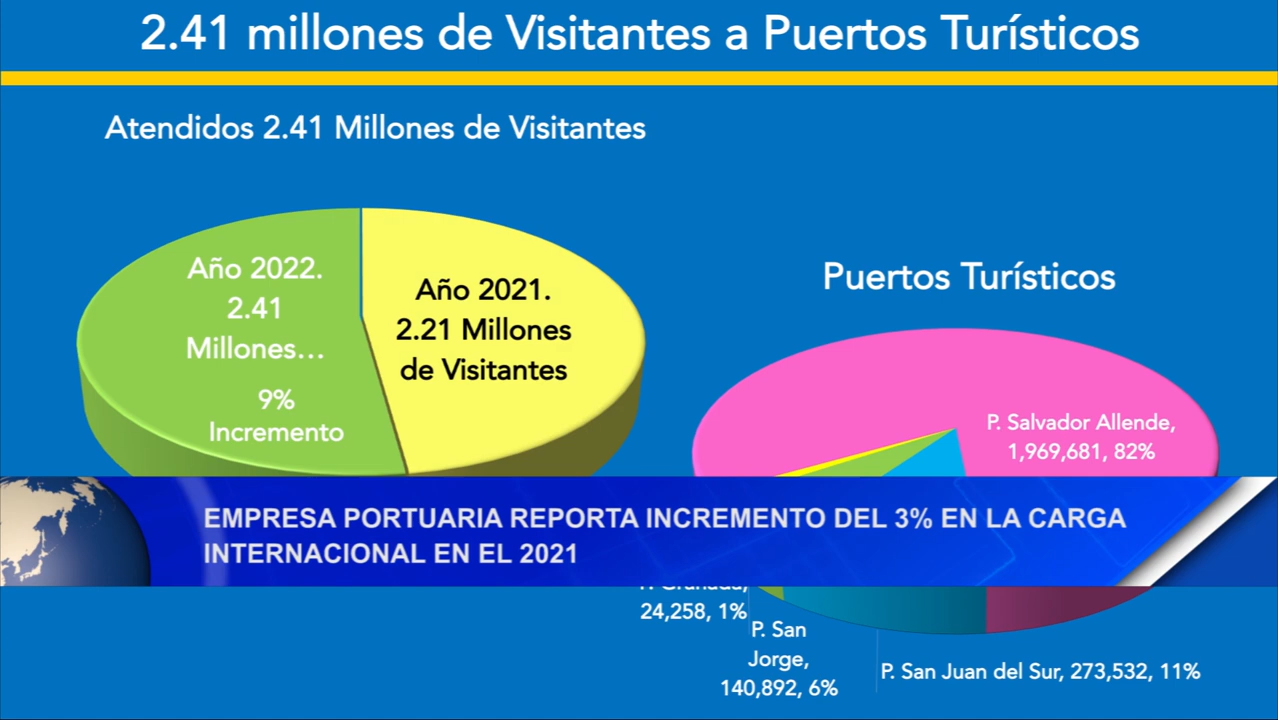 2.41 millones de Visitantes a Puertos Turísticos
Atendidos 2.41 Millones de Visitantes
Año 2022.
2.41
Millones...
9%
Incremento
Año 2021.
2.21 Millones
de Visitantes
Puertos Turísticos
P. Salvador Allende,
1,969,681, 82%
EMPRESA PORTUARIA REPORTA INCREMENTO DEL 3% EN LA CARGA
INTERNACIONAL EN EL 2021
P. Granada,
24,258, 1%
P. San
Jorge,
140,892, 6%
P. San Juan del Sur, 273,532, 11%